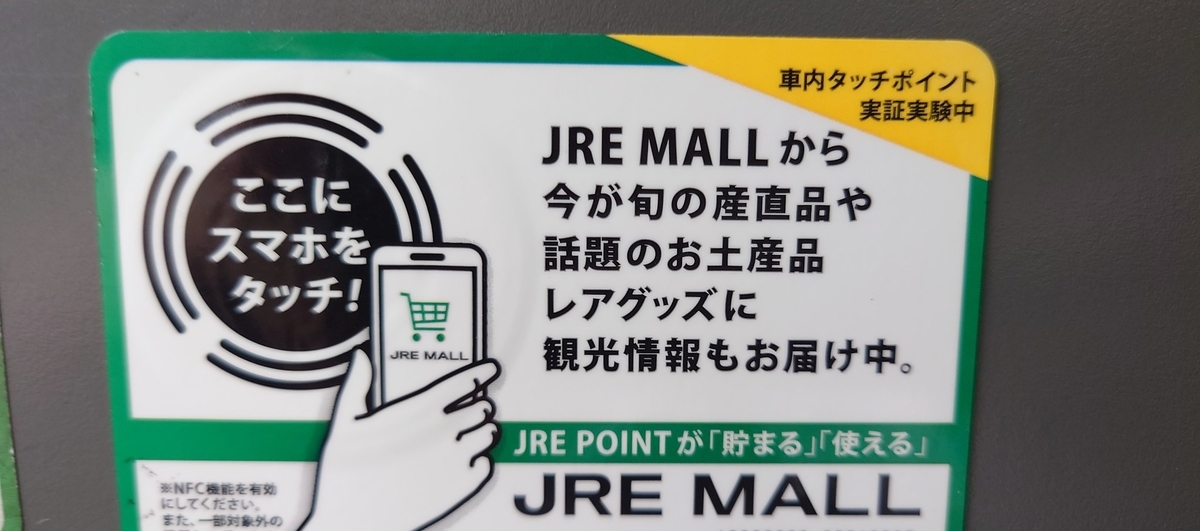 車内タッチポイント
実証実験中
ここに
スマホを
タッチ!
JRE MALL
JRE MALLから
今が旬の産直品や
話題のお土産品
レアグッズに
観光情報もお届け中。
JRE POINTが「貯まる」「使える」
JRE MALL
※NFC機能を有効
にしてください。
また、一部対象外の